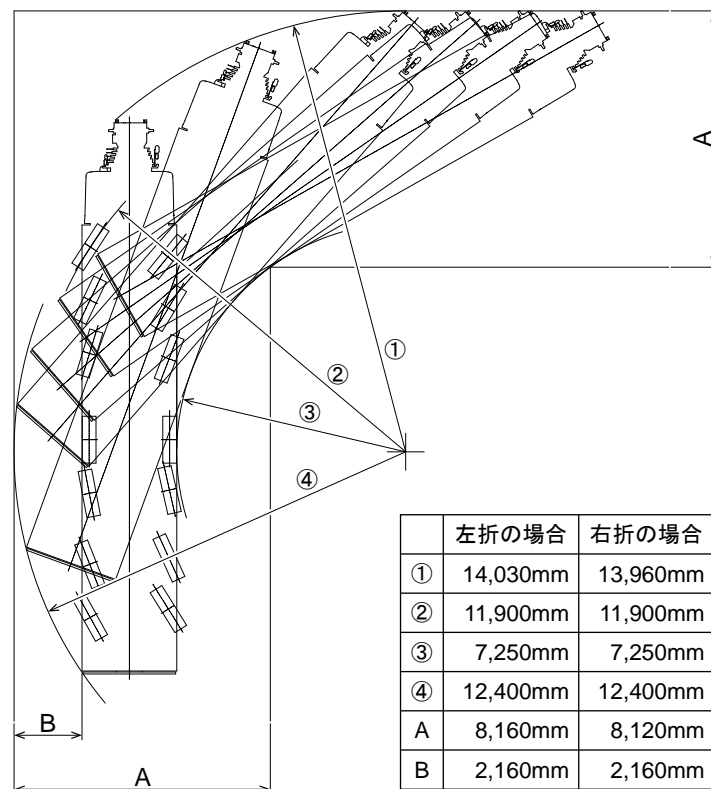 A
①
②
③
④
B
A
左折の場合 右折の場合
① 14,030mm 13,960mm
② 11,900mm 11,900mm
③ 7,250mm 7,250mm
④ 12,400mm 12,400mm
A 8,160mm 8,120mm
B 2,160mm 2,160mm